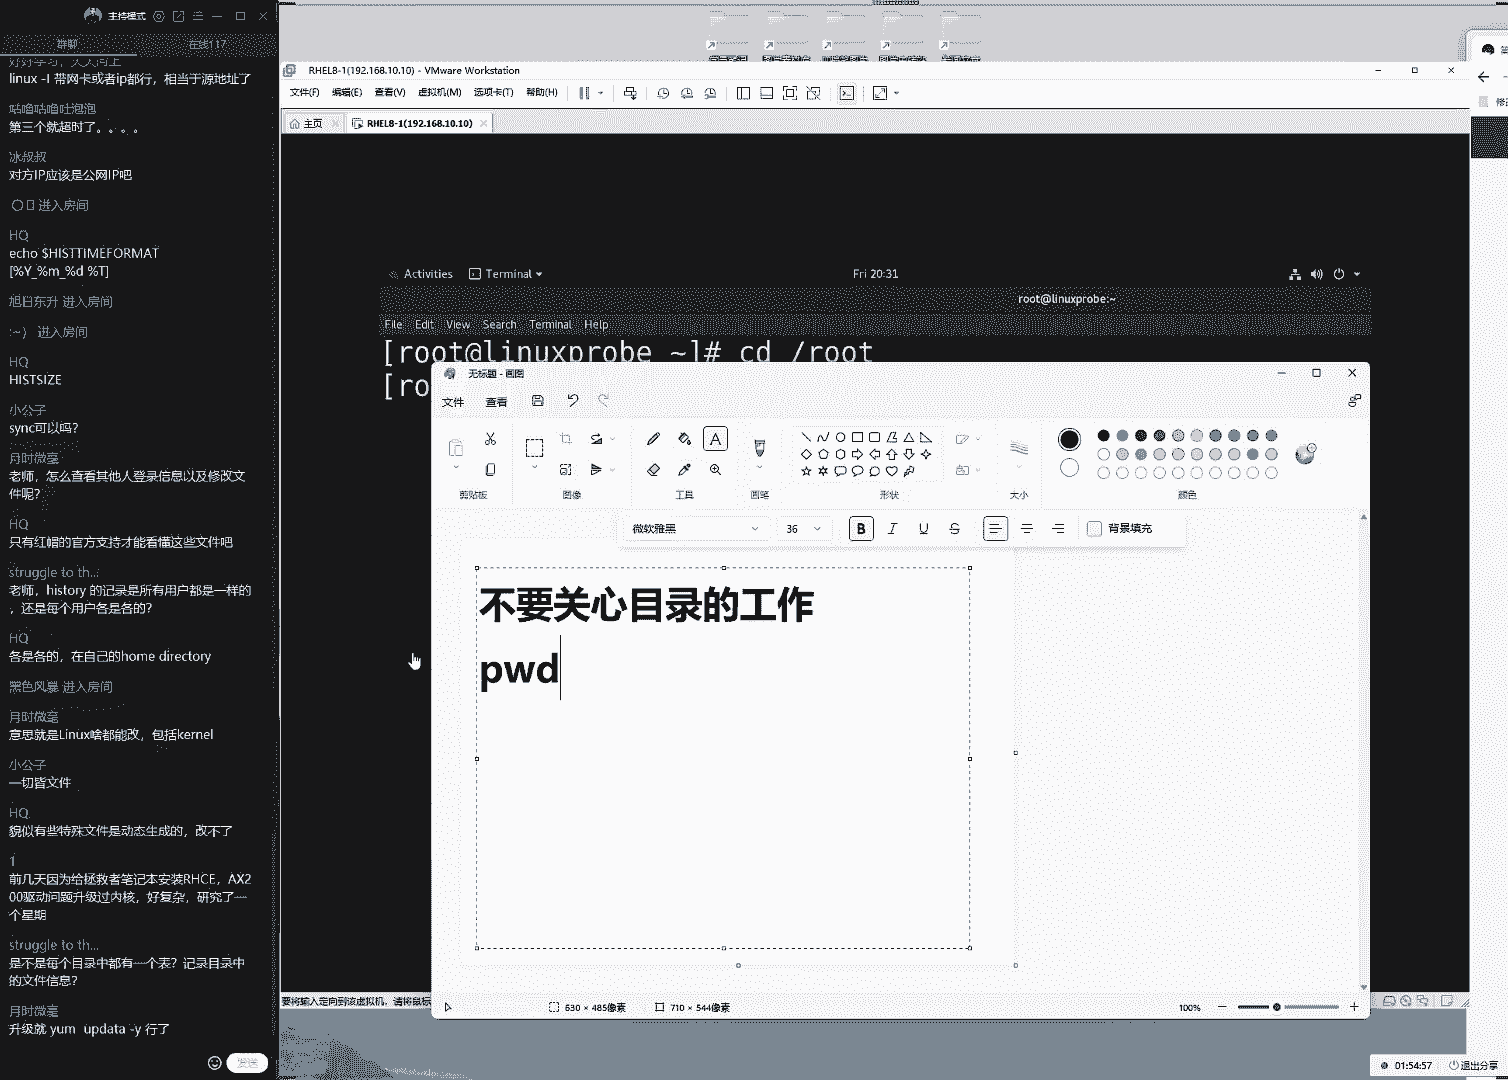 主持模式
群聊
在线117
好好学习，天天向上
linux -I 带网卡或者ip都行，相当于源地址了
咕噜咕噜吐泡泡
第三个就超时了。。。。
冰叔叔
对方IP应该是公网IP吧
进入房间
HQ
echo $HISTTIMEFORMAT
[%Y_%m_%d %T]
旭日东升 进入房间
:~） 进入房间
HQ
HISTSIZE
小公子
sync可以吗？
月时微毫
老师，怎么查看其他人登录信息以及修改文
件呢？
HQ
只有红帽的官方支持才能看懂这些文件吧
struggle to th...
老师，history 的记录是所有用户都是一样的
，还是每个用户各是各的？
HQ
各是各的，在自己的home directory
黑色风暴 进入房间
月时微毫
意思就是Linux啥都能改，包括kernel
小公子
一切皆文件
HQ
貌似有些特殊文件是动态生成的，改不了
1
前几天因为给拯救者笔记本安装RHCE，AX2
00驱动问题升级过内核，好复杂，研究了一
个星期
struggle to th...
是不是每个目录中都有一个表？记录目录中
的文件信息？
月时微毫
升级就 yum updata -y 行了
发送
RHEL8-1(192.168.10.10) - VMware Workstation
文件(F) 编辑(E) 查看(V) 虚拟机(M) 选项卡(T) 帮助(H)
主页
RHEL8-1(192.168.10.10)
Activities
Terminal
Fri 20:31
root@linuxprobe:~
File Edit View Search Terminal Help
[root@linuxprobe ~]# cd /root
[ro
无标题 - 画图
文件 查看
剪贴板 图像 工具 画笔 形状 大小 颜色
微软雅黑
36
B I U S
背景填充
不要关心目录的工作
pwd
630 × 485像素
710 × 544像素
100%
要将输入定向到该虚拟机，请将鼠标
01:54:57
退出分享